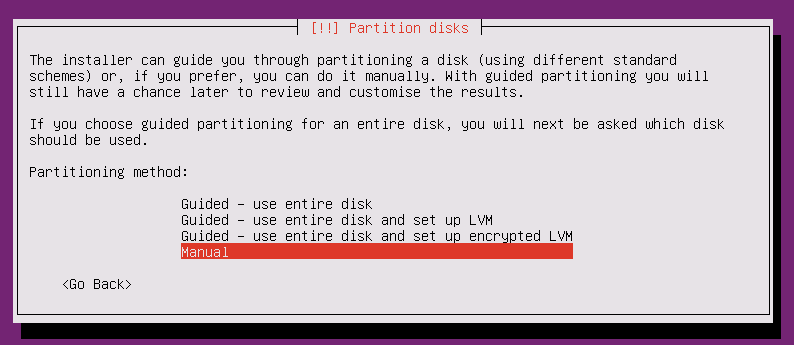 [!!] Partition disks
The installer can guide you through partitioning a disk (using different standard
schemes) or, if you prefer, you can do it manually. With guided partitioning you will
still have a chance later to review and customise the results.
If you choose guided partitioning for an entire disk, you will next be asked which disk
should be used.
Partitioning method:
Guided - use entire disk
Guided - use entire disk and set up LVM
Guided - use entire disk and set up encrypted LVM
Manual
<Go Back>